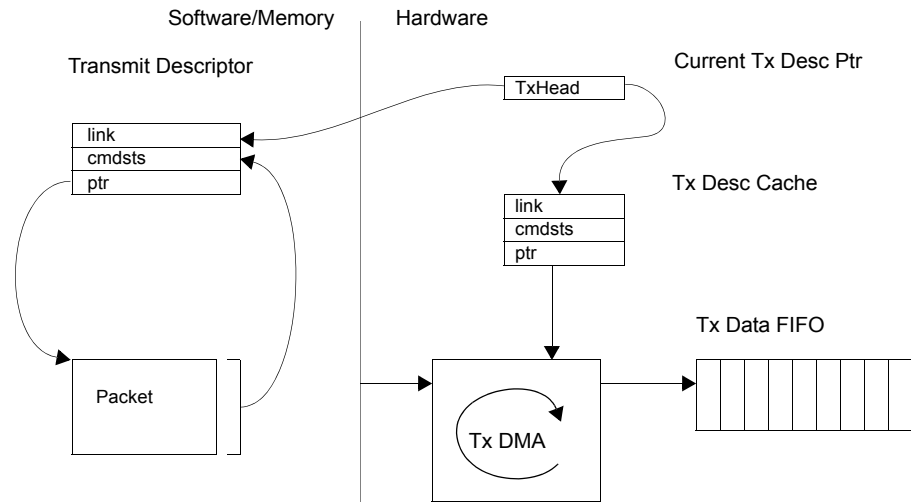 Software/Memory
Hardware
Transmit Descriptor
Current Tx Desc Ptr
TxHead
link
cmdsts
ptr
Tx Desc Cache
link
cmdsts
ptr
Tx Data FIFO
Packet
Tx DMA